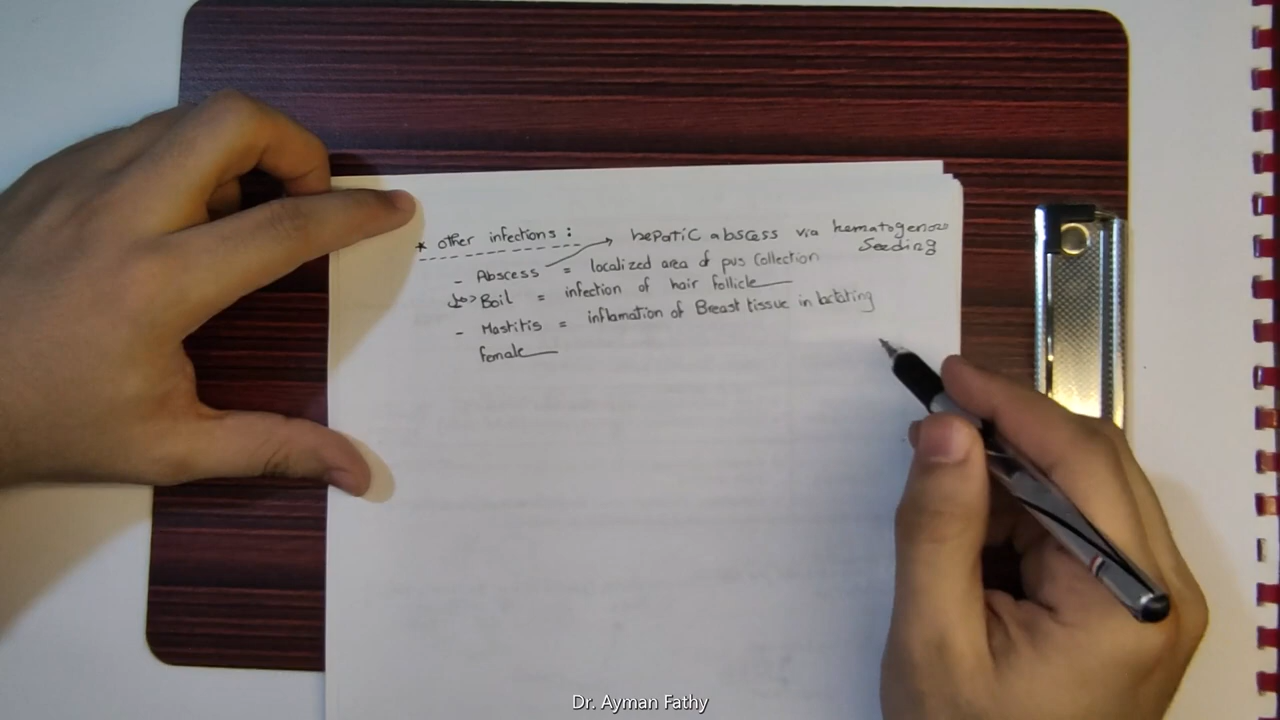 * other infections :
hepatic abscess via hematogenous
Seeding
- Abscess = localized area of pus Collection
Boil = infection of hair follicle
- Mastitis = inflamation of Breast tissue in lactating
female
Dr. Ayman Fathy